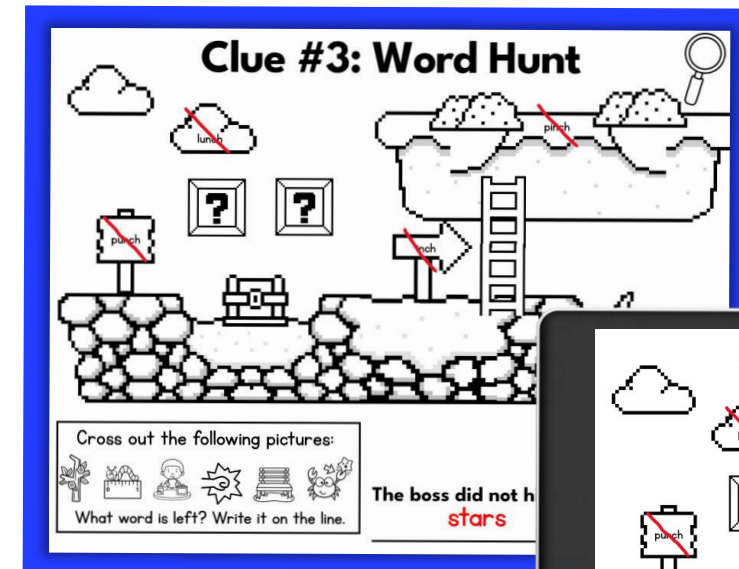 Clue #3: Word Hunt
lunch
pinch
? ?
punch
Cross out the following pictures:
What word is left? Write it on the line.
The boss did not h
stars
punch